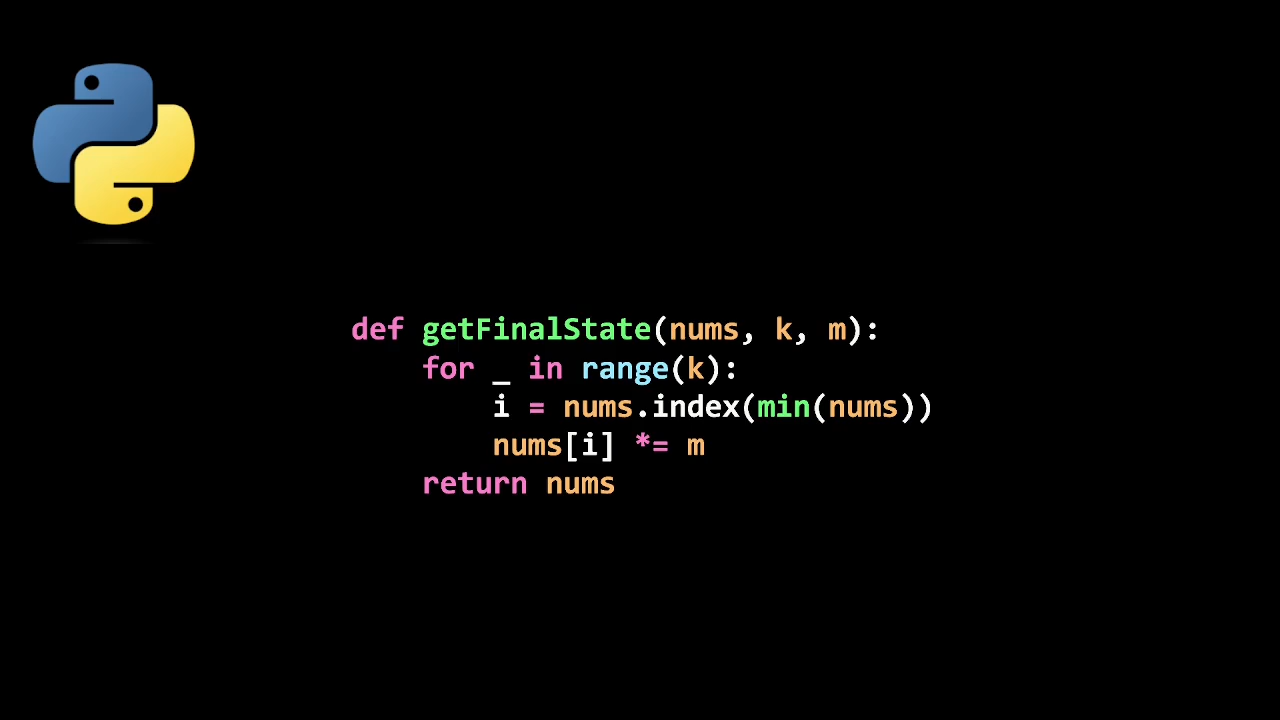 def getFinalState(nums, k, m):
    for _ in range(k):
        i = nums.index(min(nums))
        nums[i] *= m
    return nums